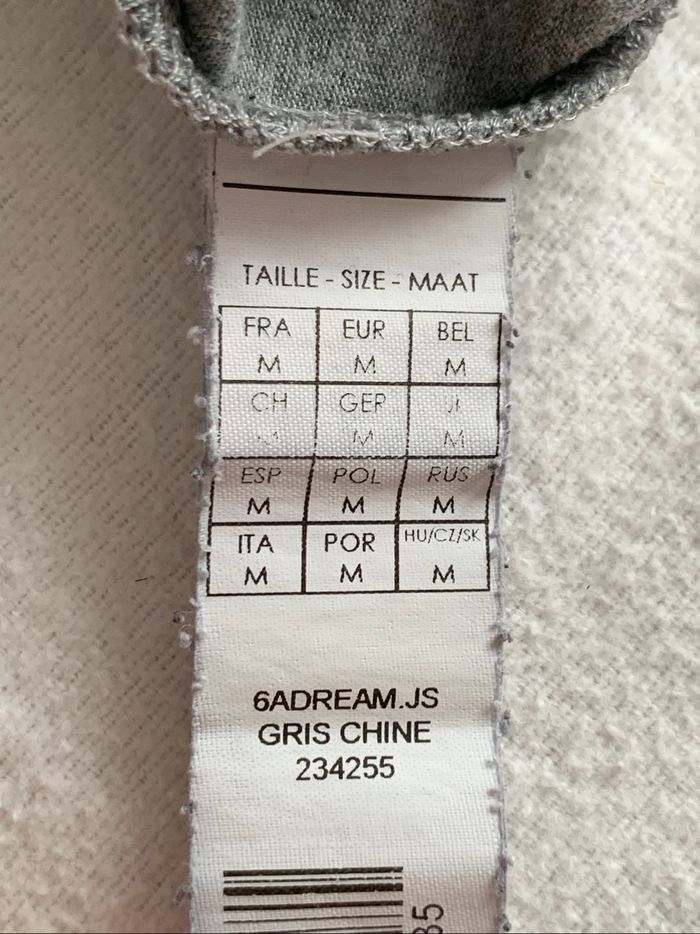 TAILLE - SIZE - MAAT
FRA EUR BEL
M M M
CH GER
M M
ESP POL RUS
M M M
ITA POR HU/CZ/SK
M M M
6ADREAM.JS
GRIS CHINE
234255
35